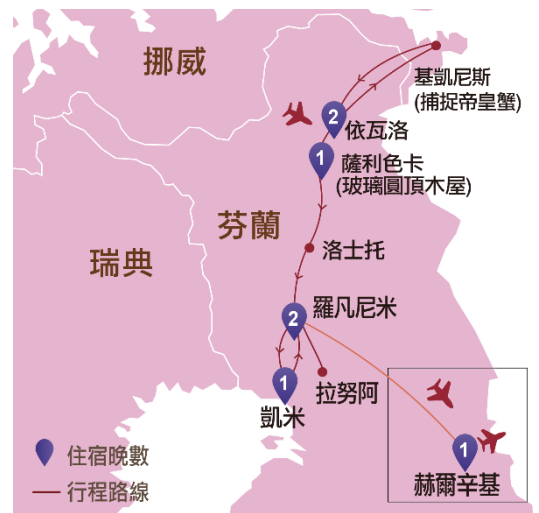 挪威
基凱尼斯
(捕捉帝皇蟹)
2
依瓦洛
1
薩利色卡
(玻璃圓頂木屋)
芬蘭
瑞典
洛士托
2
羅凡尼米
拉努阿
1
凱米
1
赫爾辛基
住宿晚數
行程路線